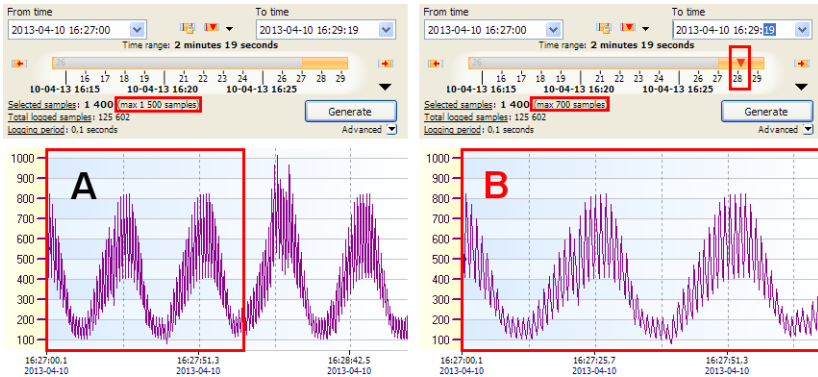 From time
To time
2013-04-10 16:27:00
2013-04-10 16:29:19
Time range: 2 minutes 19 seconds
26
16 17 18 19 21 22 23 24 26 27 28 29
10-04-13 16:15 10-04-13 16:20 10-04-13 16:25
Selected samples: 1 400 (max 1 500 samples)
Total logged samples: 125 602
Logging period: 0,1 seconds
Generate
Advanced
1000
900
800
700
600
500
400
300
200
100
A
16:27:00,1 16:27:51,3 16:28:42,5
2013-04-10 2013-04-10 2013-04-10
From time
To time
2013-04-10 16:27:00
2013-04-10 16:29:19
Time range: 2 minutes 19 seconds
26
16 17 18 19 21 22 23 24 26 27 28 29
10-04-13 16:15 10-04-13 16:20 10-04-13 16:25
Selected samples: 1 400 (max 700 samples)
Total logged samples: 125 602
Logging period: 0,1 seconds
Generate
Advanced
1000
900
800
700
600
500
400
300
200
100
B
16:27:00,1 16:27:25,7 16:27:51,3
2013-04-10 2013-04-10 2013-04-10